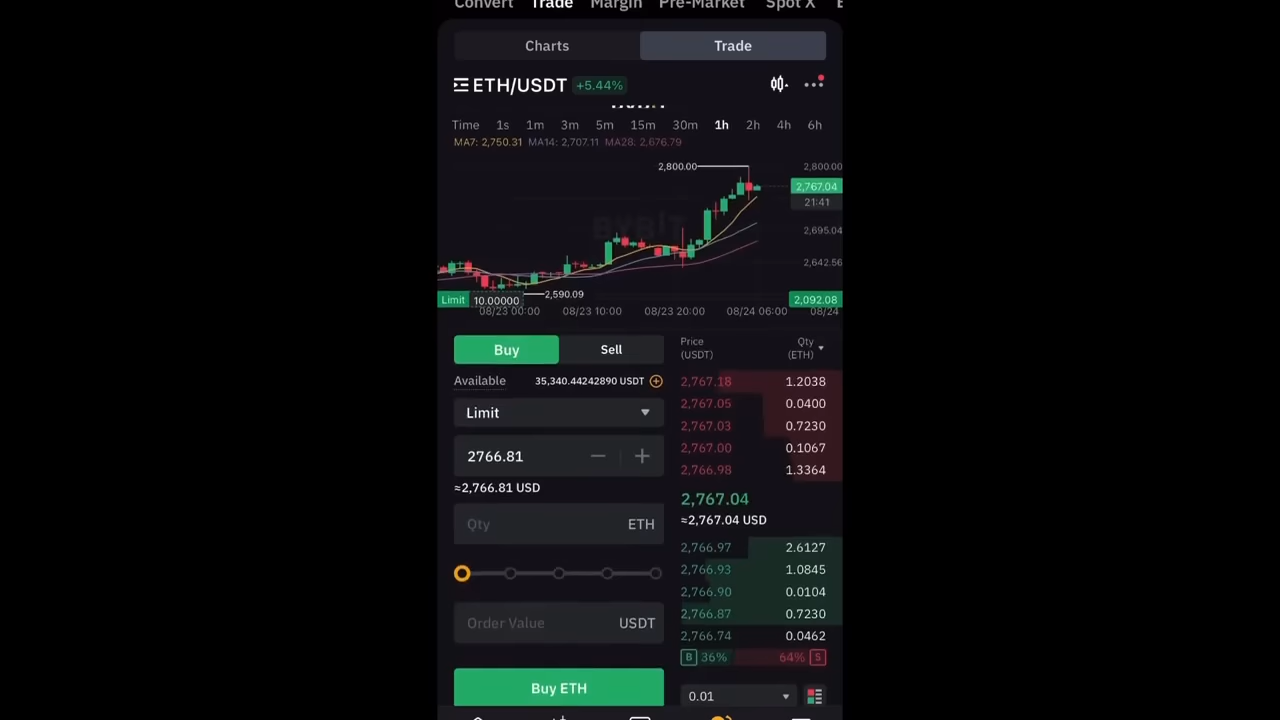 Convert Trade Margin Pre-Market Spot X
Charts Trade
ETH/USDT +5.44%
Time 1s 1m 3m 5m 15m 30m 1h 2h 4h 6h
MA7: 2,750.31 MA14: 2,707.11 MA28: 2,676.79
2,800.00 2,800.00
2,767.04
21:41
BYBIT
2,695.04
2,642.56
2,590.09
Limit 10.00000 2,092.08
08/23 00:00 08/23 10:00 08/23 20:00 08/24 06:00 08/24
Buy Sell
Available 35,340.44242890 USDT
Limit
2766.81
≈2,766.81 USD
Qty ETH
Order Value USDT
Buy ETH
Price Qty
(USDT) (ETH)
2,767.18 1.2038
2,767.05 0.0400
2,767.03 0.7230
2,767.00 0.1067
2,766.98 1.3364
2,767.04
≈2,767.04 USD
2,766.97 2.6127
2,766.93 1.0845
2,766.90 0.0104
2,766.87 0.7230
2,766.74 0.0462
B 36% 64% S
0.01